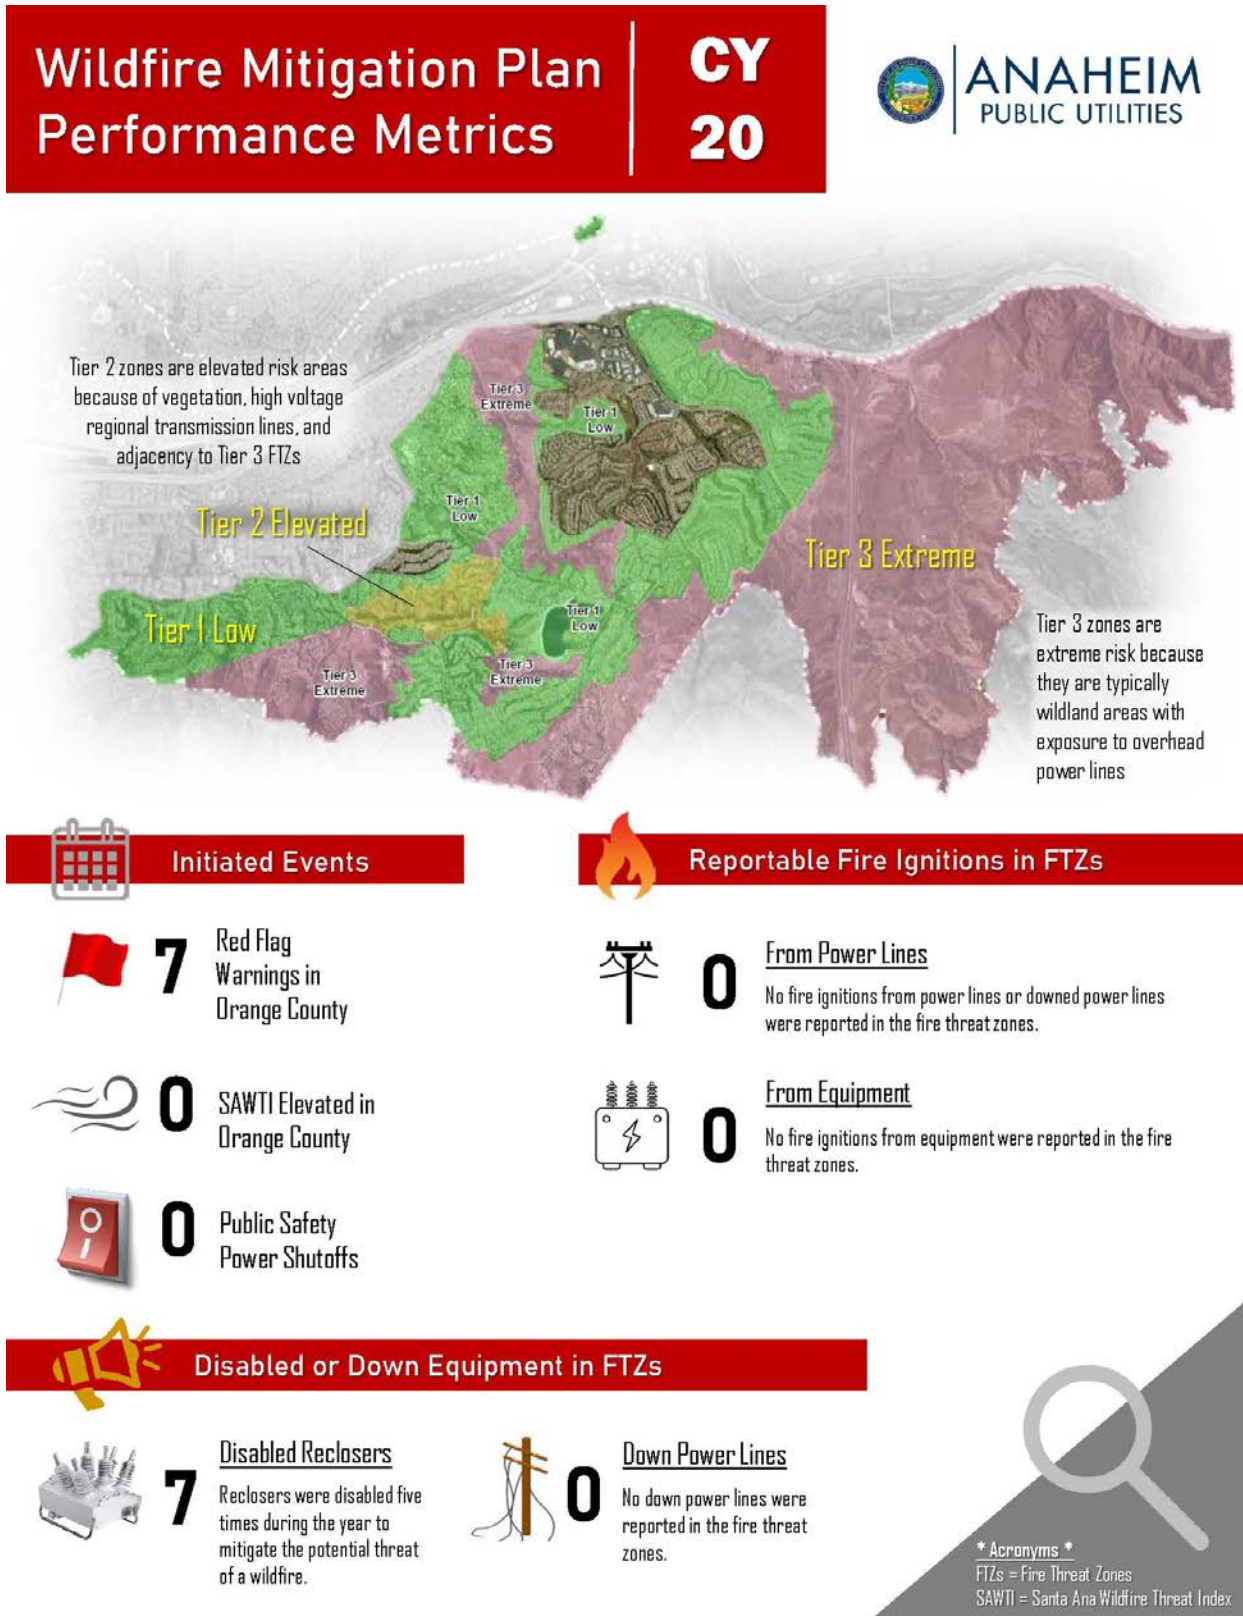 Wildfire Mitigation Plan
Performance Metrics
CY
20
ANAHEIM
PUBLIC UTILITIES
Tier 2 zones are elevated risk areas
because of vegetation, high voltage
regional transmission lines, and
adjacency to Tier 3 FTZs
Tier 3
Extreme
Tier 1
Low
Tier 1
Low
Tier 2 Elevated
Tier 3 Extreme
Tier 1 Low
Tier 1
Low
Tier 3
Extreme
Tier 3
Extreme
Tier 3 zones are
extreme risk because
they are typically
wildland areas with
exposure to overhead
power lines
Initiated Events
7
Red Flag
Warnings in
Orange County
0
SAWTI Elevated in
Orange County
0
Public Safety
Power Shutoffs
Reportable Fire Ignitions in FTZs
0
From Power Lines
No fire ignitions from power lines or downed power lines
were reported in the fire threat zones.
0
From Equipment
No fire ignitions from equipment were reported in the fire
threat zones.
Disabled or Down Equipment in FTZs
7
Disabled Reclosers
Reclosers were disabled five
times during the year to
mitigate the potential threat
of a wildfire.
0
Down Power Lines
No down power lines were
reported in the fire threat
zones.
* Acronyms *
FTZs = Fire Threat Zones
SAWTI = Santa Ana Wildfire Threat Index